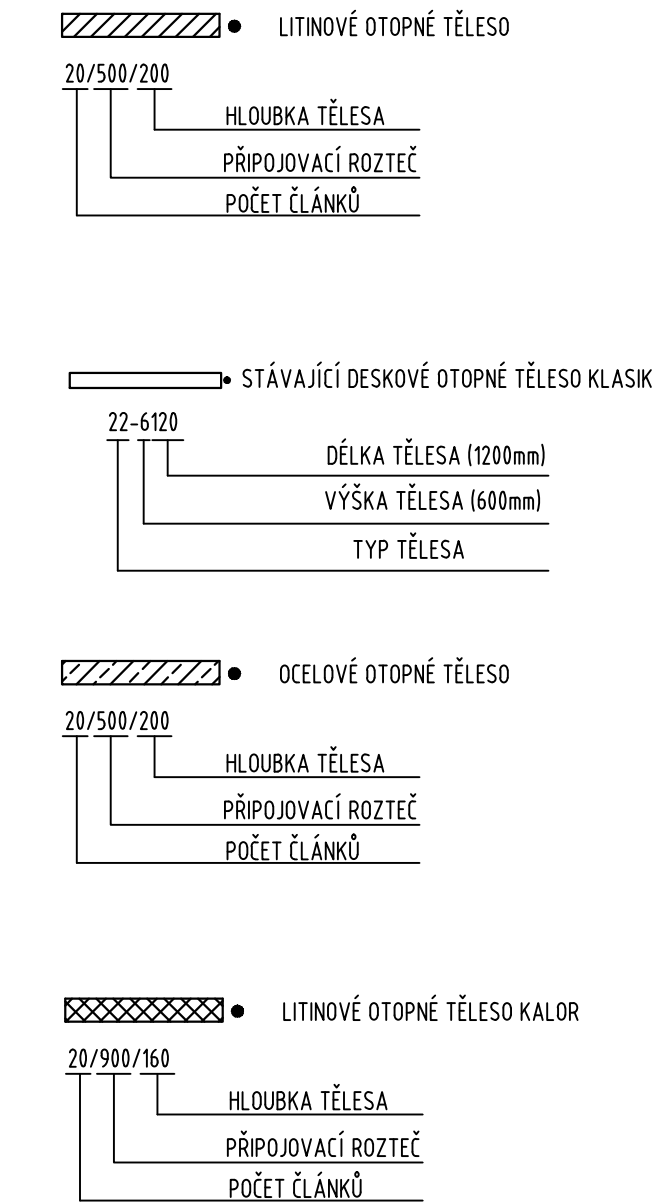 LITINOVÉ OTOPNÉ TĚLESO
20/500/200
HLOUBKA TĚLESA
PŘIPOJOVACÍ ROZTEČ
POČET ČLÁNKŮ
STÁVAJÍCÍ DESKOVÉ OTOPNÉ TĚLESO KLASIK
22-6120
DÉLKA TĚLESA (1200mm)
VÝŠKA TĚLESA (600mm)
TYP TĚLESA
OCELOVÉ OTOPNÉ TĚLESO
20/500/200
HLOUBKA TĚLESA
PŘIPOJOVACÍ ROZTEČ
POČET ČLÁNKŮ
LITINOVÉ OTOPNÉ TĚLESO KALOR
20/900/160
HLOUBKA TĚLESA
PŘIPOJOVACÍ ROZTEČ
POČET ČLÁNKŮ